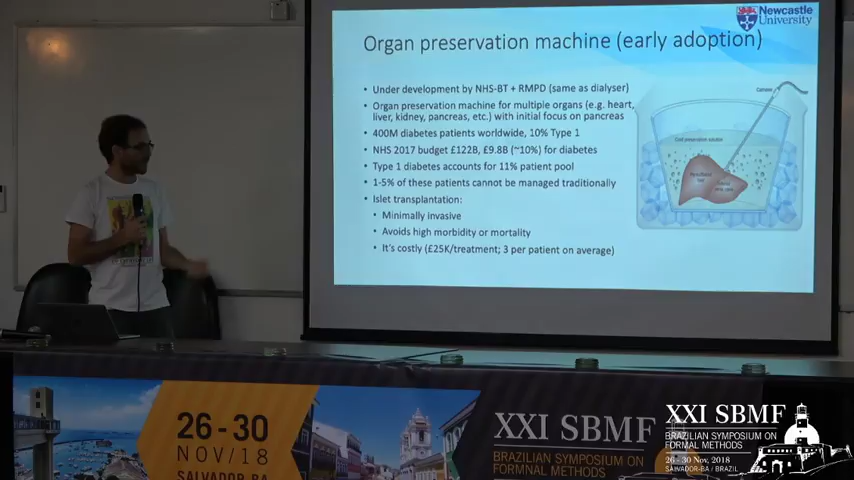 Newcastle
University
Organ preservation machine (early adoption)
• Under development by NHS-BT + RMPD (same as dialyser)
• Organ preservation machine for multiple organs (e.g. heart,
liver, kidney, pancreas, etc.) with initial focus on pancreas
• 400M diabetes patients worldwide, 10% Type 1
• NHS 2017 budget £122B, £9.8B (~10%) for diabetes
• Type 1 diabetes accounts for 11% patient pool
• 1-5% of these patients cannot be managed traditionally
• Islet transplantation:
• Minimally invasive
• Avoids high morbidity or mortality
• It's costly (£25K/treatment; 3 per patient on average)
26-30
NOV/18
SALVADOR-BA
XXI SBMF
BRAZILIAN SYMPOSIUM ON
FORMNAL METHODS
XXI SBMF
BRAZILIAN SYMPOSIUM ON
FORMAL METHODS
26 - 30 Nov, 2018
SALVADOR-BA / BRAZIL